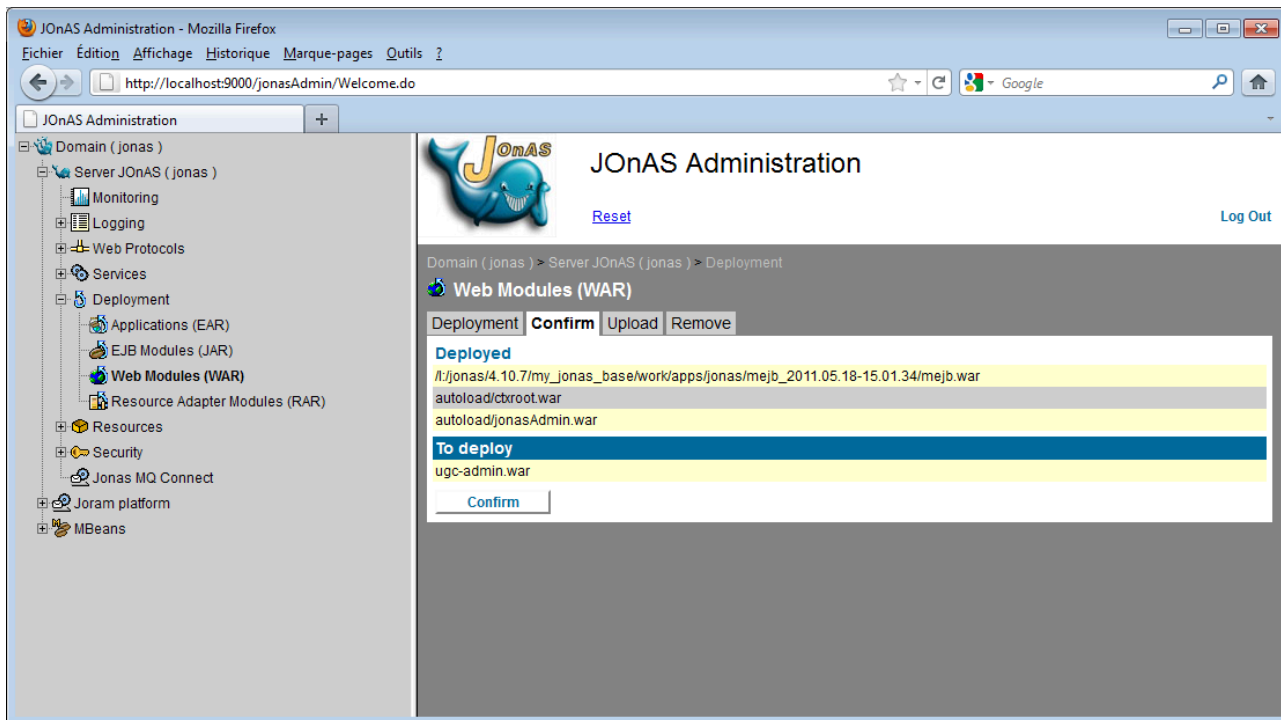 JOnAS Administration - Mozilla Firefox
Fichier Édition Affichage Historique Marque-pages Outils ?
http://localhost:9000/jonasAdmin/Welcome.do
Google
JOnAS Administration
Domain ( jonas )
Server JOnAS ( jonas )
Monitoring
Logging
Web Protocols
Services
Deployment
Applications (EAR)
EJB Modules (JAR)
Web Modules (WAR)
Resource Adapter Modules (RAR)
Resources
Security
Jonas MQ Connect
Joram platform
MBeans
JOnAS
JOnAS Administration
Reset Log Out
Domain ( jonas ) > Server JOnAS ( jonas ) > Deployment
Web Modules (WAR)
Deployment Confirm Upload Remove
Deployed
/I:/jonas/4.10.7/my_jonas_base/work/apps/jonas/mejb_2011.05.18-15.01.34/mejb.war
autoload/ctxroot.war
autoload/jonasAdmin.war
To deploy
ugc-admin.war
Confirm